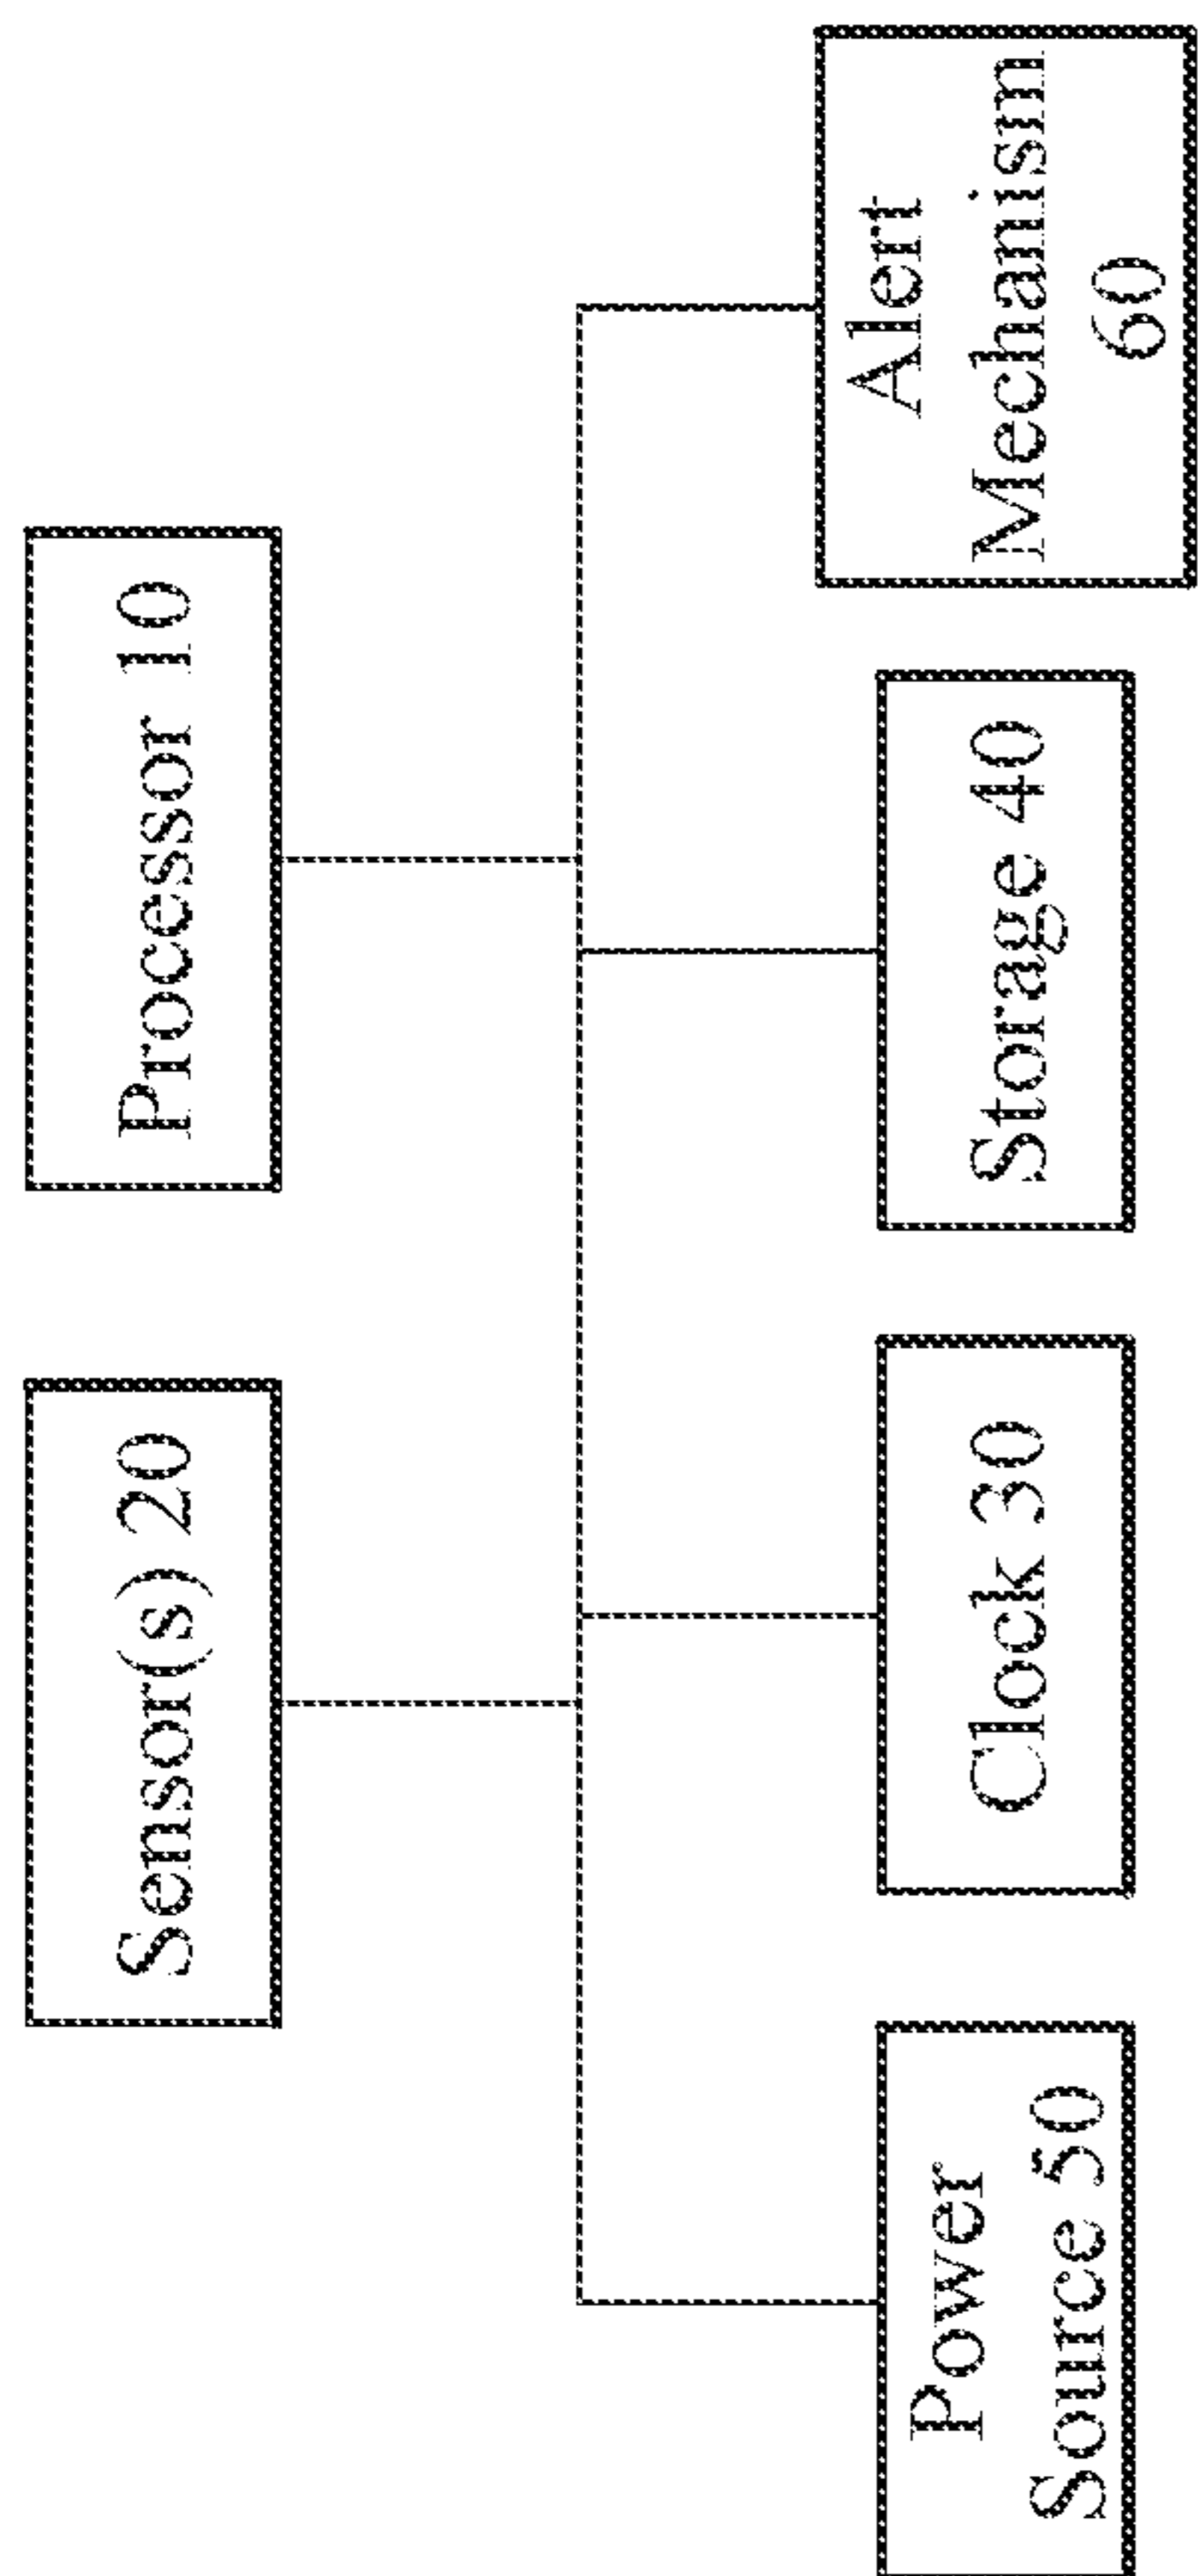 Sensor(s) 20
Processor 10
Power
Source 50
Clock 30
Storage 40
Alert
Mechanism
60